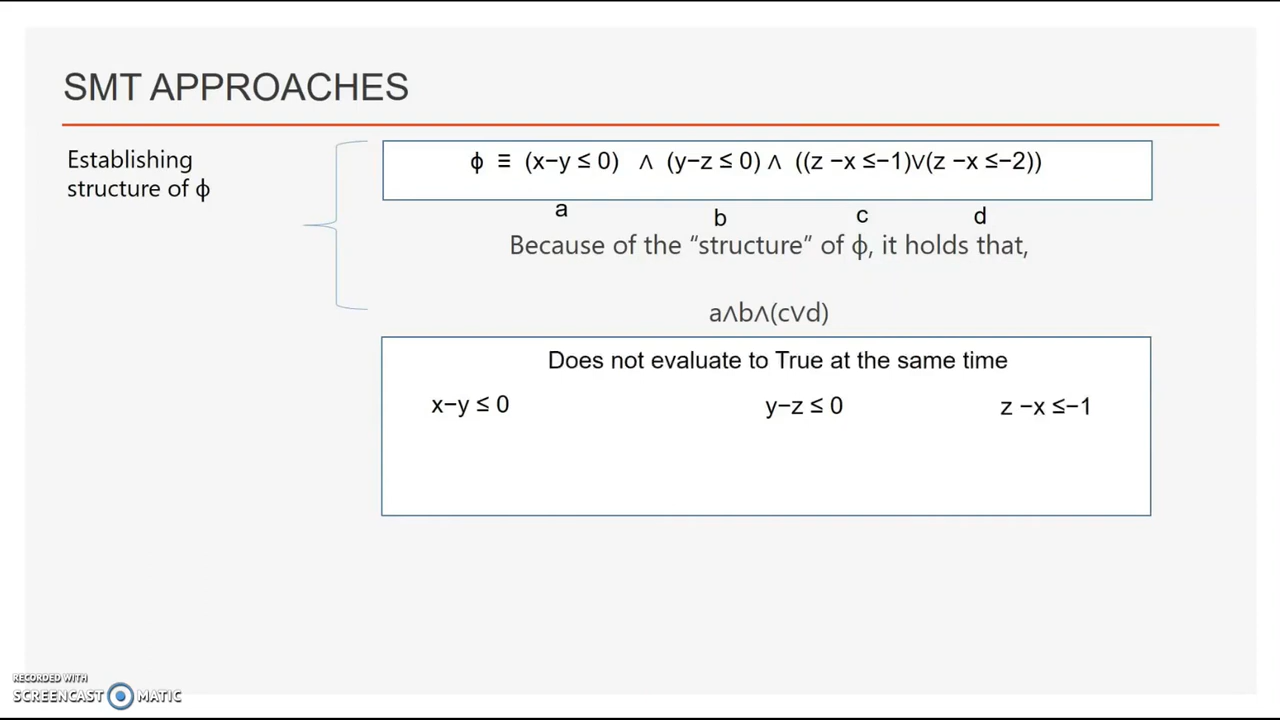 SMT APPROACHES
Establishing
structure of ϕ
ϕ ≡ (x−y ≤ 0) ∧ (y−z ≤ 0) ∧ ((z −x ≤−1)∨(z −x ≤−2))
a b c d
Because of the “structure” of ϕ, it holds that,
a∧b∧(c∨d)
Does not evaluate to True at the same time
x−y ≤ 0 y−z ≤ 0 z −x ≤−1
RECORDED WITH
SCREENCAST MATIC